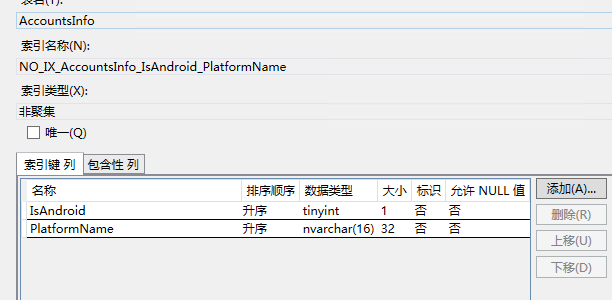 表名(T):
AccountsInfo
索引名称(N):
NO_IX_AccountsInfo_IsAndroid_PlatformName
索引类型(X):
非聚集
唯一(Q)
索引键 列 包含性 列
名称 排序顺序 数据类型 大小 标识 允许 NULL 值 添加(A)...
IsAndroid 升序 tinyint 1 否 否 删除(R)
PlatformName 升序 nvarchar(16) 32 否 否 上移(U)
下移(D)